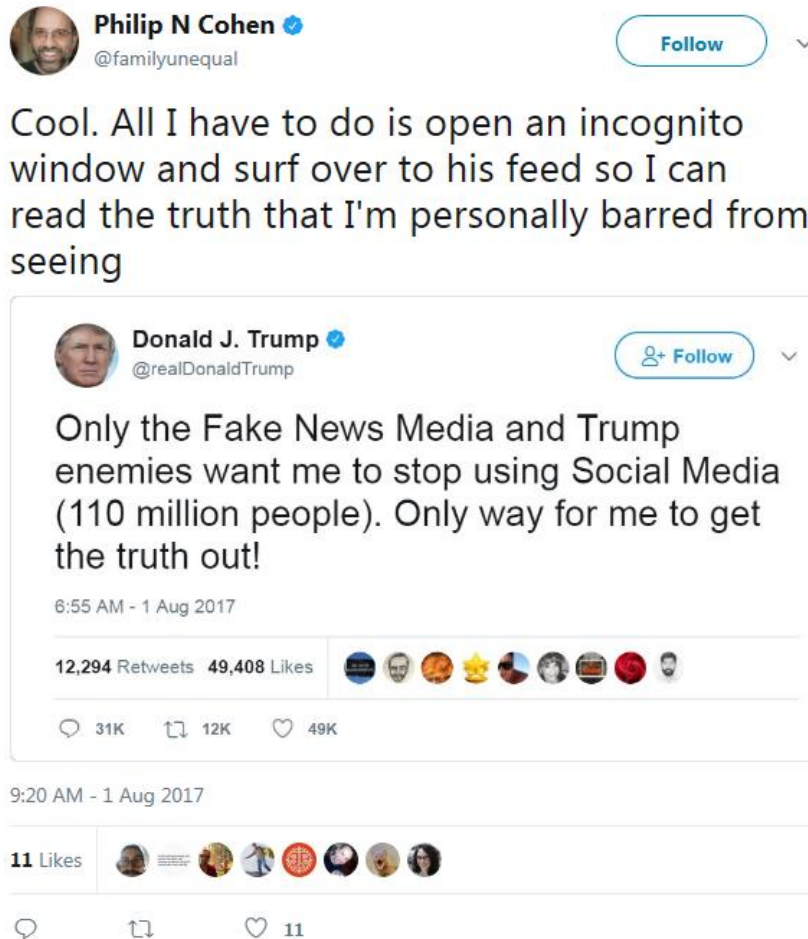 Philip N Cohen
@familyunequal
Follow
Cool. All I have to do is open an incognito
window and surf over to his feed so I can
read the truth that I'm personally barred from
seeing
Donald J. Trump
@realDonaldTrump
Follow
Only the Fake News Media and Trump
enemies want me to stop using Social Media
(110 million people). Only way for me to get
the truth out!
6:55 AM - 1 Aug 2017
12,294 Retweets 49,408 Likes
31K 12K 49K
9:20 AM - 1 Aug 2017
11 Likes
11